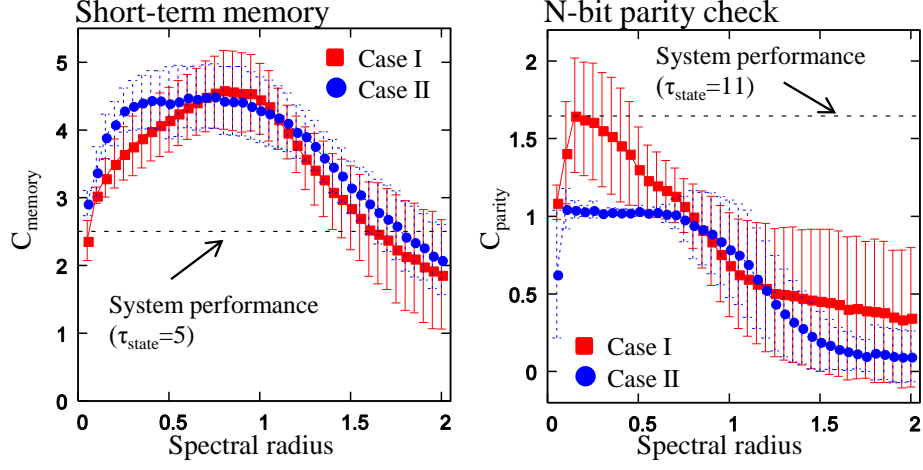 Short-term memory
5
4
3
2
1
0
C_memory
Case I
Case II
System performance
(τ_state=5)
0 0.5 1 1.5 2
Spectral radius
N-bit parity check
2
1.5
1
0.5
0
C_parity
System performance
(τ_state=11)
Case I
Case II
0 0.5 1 1.5 2
Spectral radius